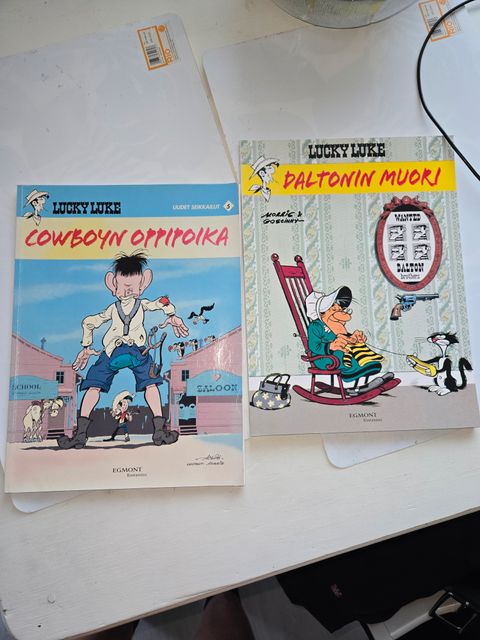 LUCKY LUKE
UUDET SEIKKAILUT 5
COWBOYN OPPIPOIKA
SCHOOL
SALOON
EGMONT
LUCKY LUKE
DALTONIN MUORI
MORRIS &
GOSCINNY
WANTED
DALTON
brothers
EGMONT